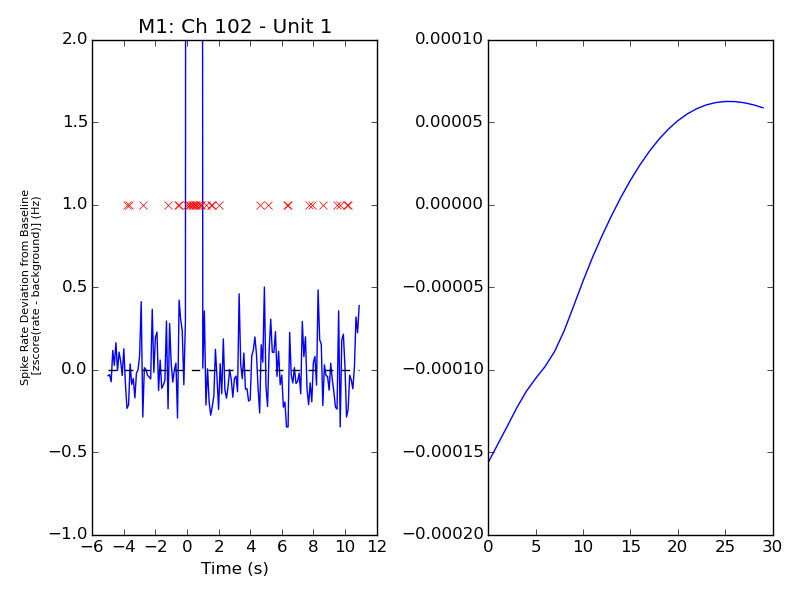 M1: Ch 102 - Unit 1
Spike Rate Deviation from Baseline
[zscore(rate - background)] (Hz)
2.0
1.5
1.0
0.5
0.0
−0.5
−1.0
−6 −4 −2 0 2 4 6 8 10 12
Time (s)
0.00010
0.00005
0.00000
−0.00005
−0.00010
−0.00015
−0.00020
0 5 10 15 20 25 30